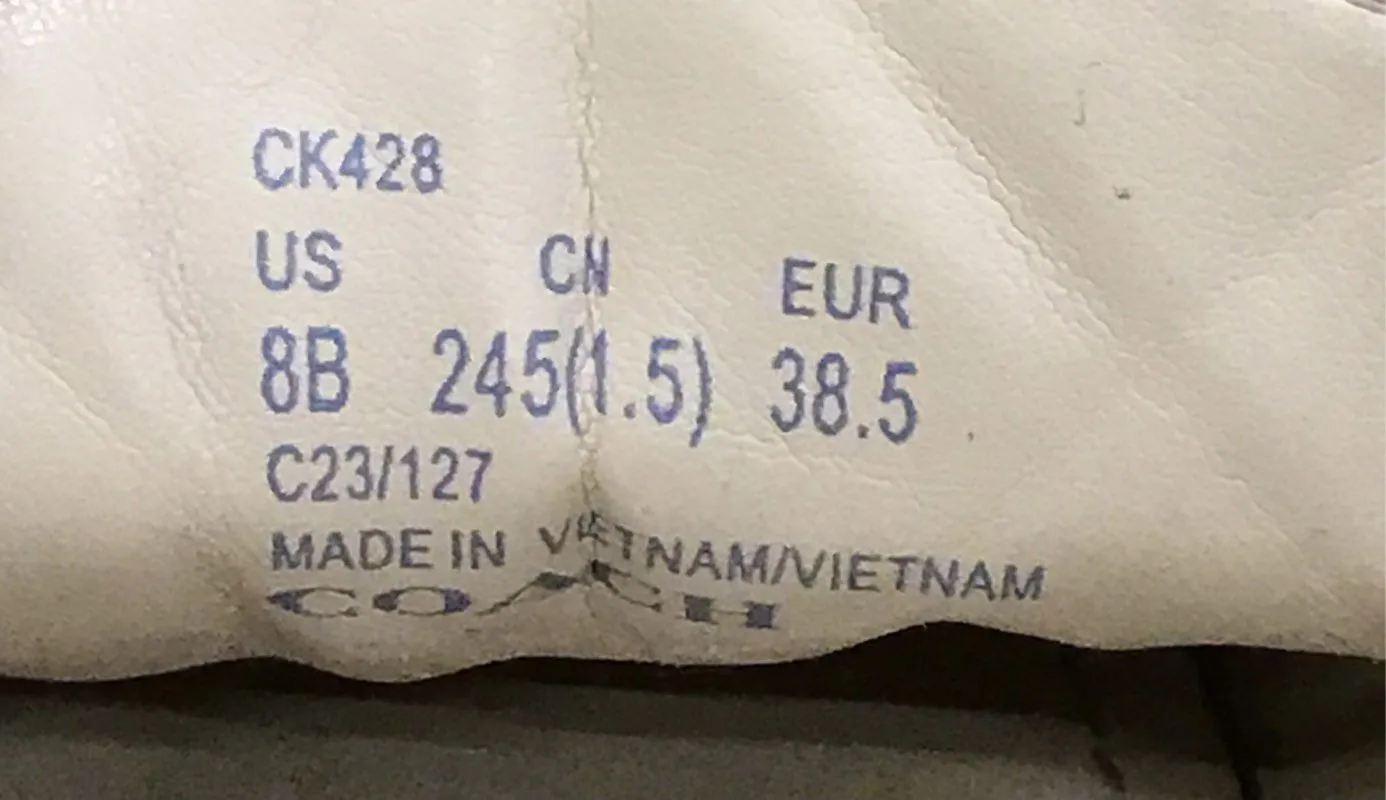 CK428
US CN EUR
8B 245(1.5) 38.5
C23/127
MADE IN VIETNAM/VIETNAM
COACH